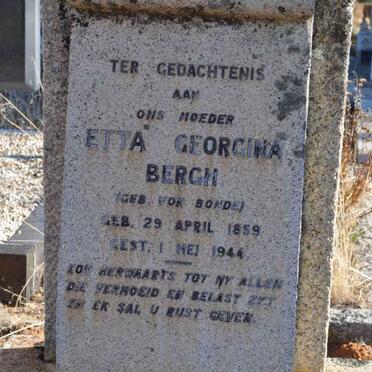 TER GEDACHTENIS
AAN
ONS MOEDER
ETTA GEORGINA
BERGH
(GEB. VON BONDE)
GEB. 29 APRIL 1859
GEST. 1 MEI 1944
KOM HERWAARTS TOT MY ALLEN
DIE VERMOEID EN BELAST ZYT
EN EK SAL U RUST GEVEN.